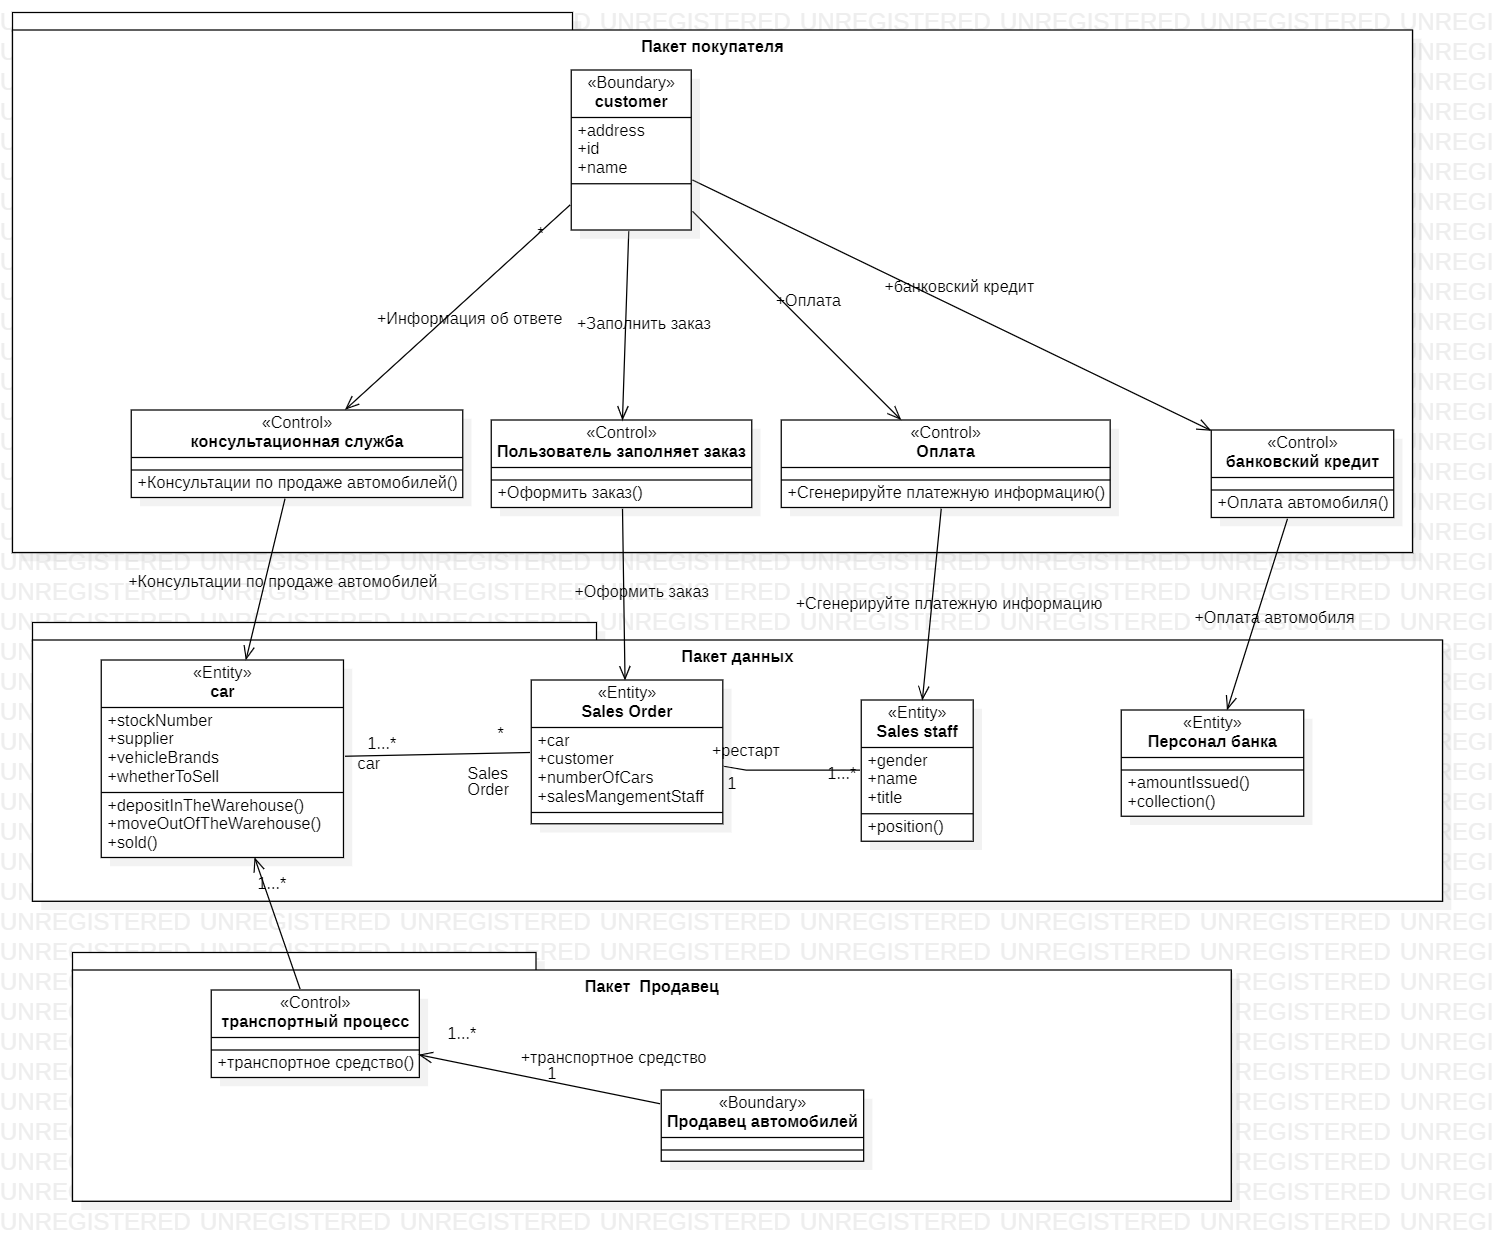 Пакет покупателя
«Boundary»
customer
+address
+id
+name
*
+Информация об ответе
+Заполнить заказ
+Оплата
+банковский кредит
«Control»
консультационная служба
+Консультации по продаже автомобилей()
«Control»
Пользователь заполняет заказ
+Оформить заказ()
«Control»
Оплата
+Сгенерируйте платежную информацию()
«Control»
банковский кредит
+Оплата автомобиля()
+Консультации по продаже автомобилей
+Оформить заказ
+Сгенерируйте платежную информацию
+Оплата автомобиля
Пакет данных
«Entity»
car
+stockNumber
+supplier
+vehicleBrands
+whetherToSell
+depositInTheWarehouse()
+moveOutOfTheWarehouse()
+sold()
1...*
car
*
Sales
Order
«Entity»
Sales Order
+car
+customer
+numberOfCars
+salesMangementStaff
+рестарт
1
1...*
«Entity»
Sales staff
+gender
+name
+title
+position()
«Entity»
Персонал банка
+amountIssued()
+collection()
1...*
Пакет  Продавец
«Control»
транспортный процесс
+транспортное средство()
1...*
+транспортное средство
1
«Boundary»
Продавец автомобилей
UNREGISTERED UNREGISTERED UNREGISTERED UNREGISTERED UNREGISTERED UNREGISTERED UNREGISTERED